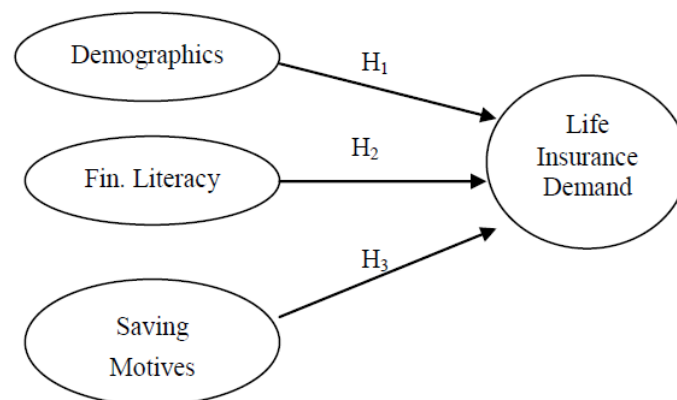 Demographics
H₁
Life
Insurance
Demand
H₂
Fin. Literacy
H₃
Saving
Motives